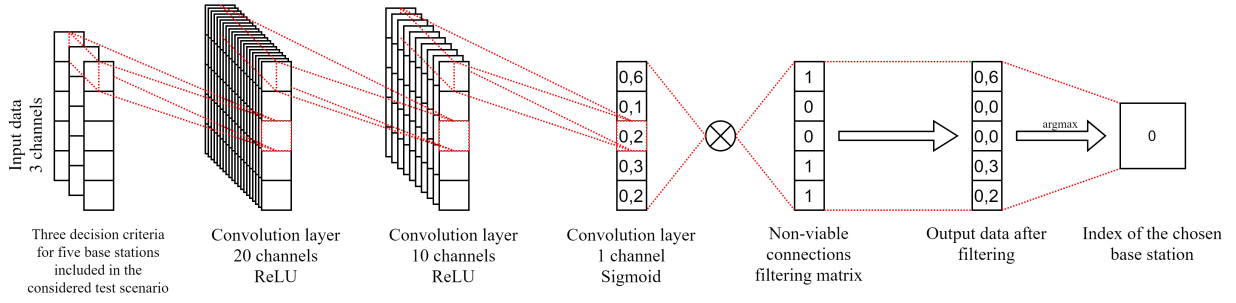 Input data
3 channels
Three decision criteria
for five base stations
included in the
considered test scenario
Convolution layer
20 channels
ReLU
Convolution layer
10 channels
ReLU
0,6
0,1
0,2
0,3
0,2
Convolution layer
1 channel
Sigmoid
1
0
0
1
1
Non-viable
connections
filtering matrix
0,6
0,0
0,0
0,3
0,2
Output data after
filtering
argmax
0
Index of the chosen
base station